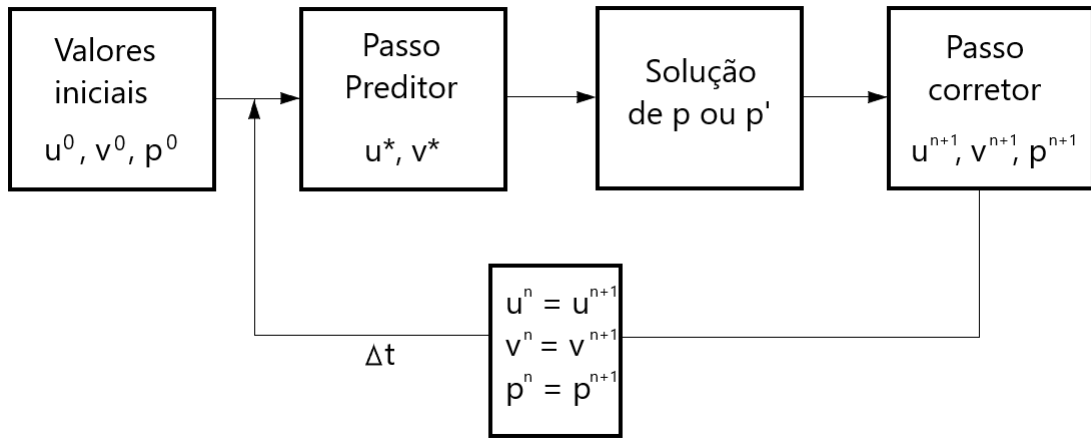 Valores
iniciais
u⁰, v⁰, p⁰
Passo
Preditor
u*, v*
Solução
de p ou p'
Passo
corretor
uⁿ⁺¹, vⁿ⁺¹, pⁿ⁺¹
uⁿ = uⁿ⁺¹
vⁿ = vⁿ⁺¹
pⁿ = pⁿ⁺¹
Δt